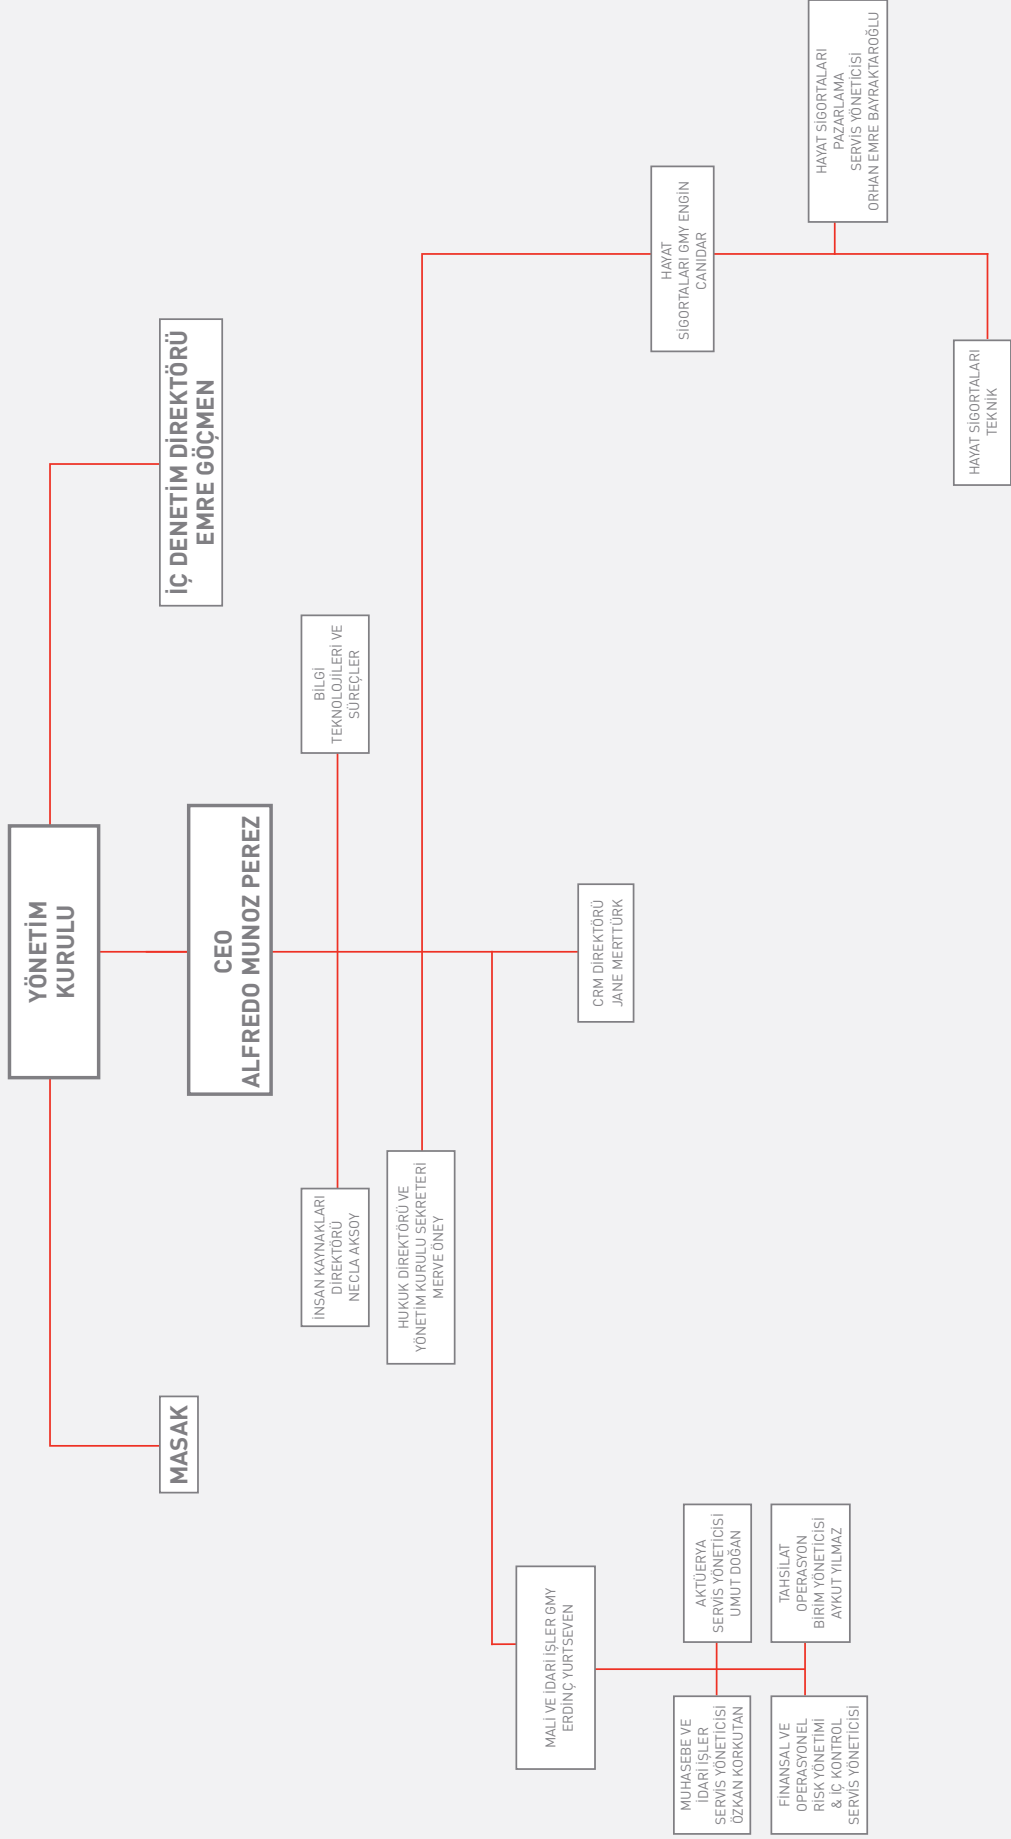 YÖNETİM
KURULU
MASAK
İÇ DENETİM DİREKTÖRÜ
EMRE GÖÇMEN
CEO
ALFREDO MUNOZ PEREZ
İNSAN KAYNAKLARI
DİREKTÖRÜ
NECLA AKSOY
BİLGİ
TEKNOLOJİLERİ VE
SÜREÇLER
HUKUK DİREKTÖRÜ VE
YÖNETİM KURULU SEKRETERİ
MERVE ÖNEY
MALİ VE İDARİ İŞLER GMY
ERDİNÇ YURTSEVEN
CRM DİREKTÖRÜ
JANE MERTTÜRK
HAYAT
SİGORTALARI GMY ENGİN
CANIDAR
MUHASEBE VE
İDARİ İŞLER
SERVİS YÖNETİCİSİ
ÖZKAN KORKUTAN
AKTÜERYA
SERVİS YÖNETİCİSİ
UMUT DOĞAN
FİNANSAL VE
OPERASYONEL
RİSK YÖNETİMİ
& İÇ KONTROL
SERVİS YÖNETİCİSİ
TAHSİLAT
OPERASYON
BİRİM YÖNETİCİSİ
AYKUT YILMAZ
HAYAT SİGORTALARI
PAZARLAMA
SERVİS YÖNETİCİSİ
ORHAN EMRE BAYRAKTAROĞLU
HAYAT SİGORTALARI
TEKNİK